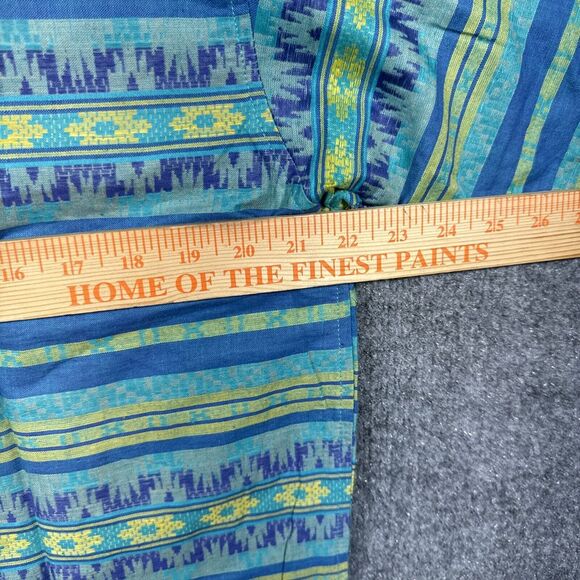 16 17 18 19 20 21 22 23 24 25 26
HOME OF THE FINEST PAINTS